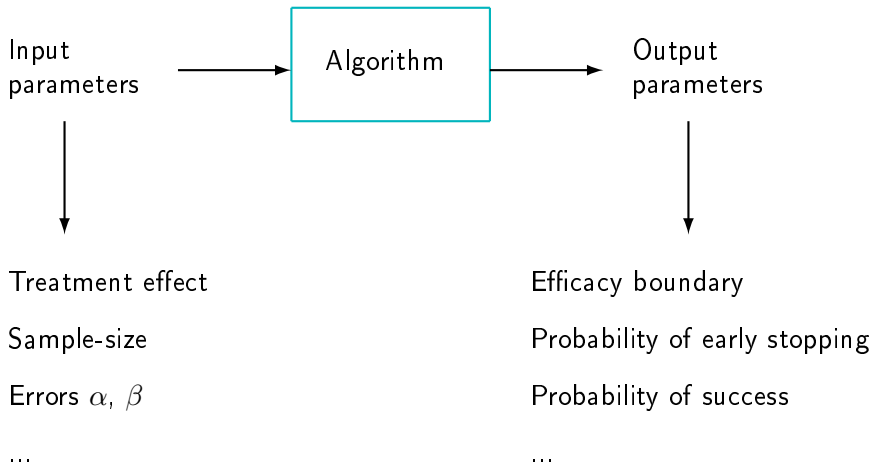 Input
parameters
Algorithm
Output
parameters
Treatment effect
Sample-size
Errors α, β
...
Efficacy boundary
Probability of early stopping
Probability of success
...